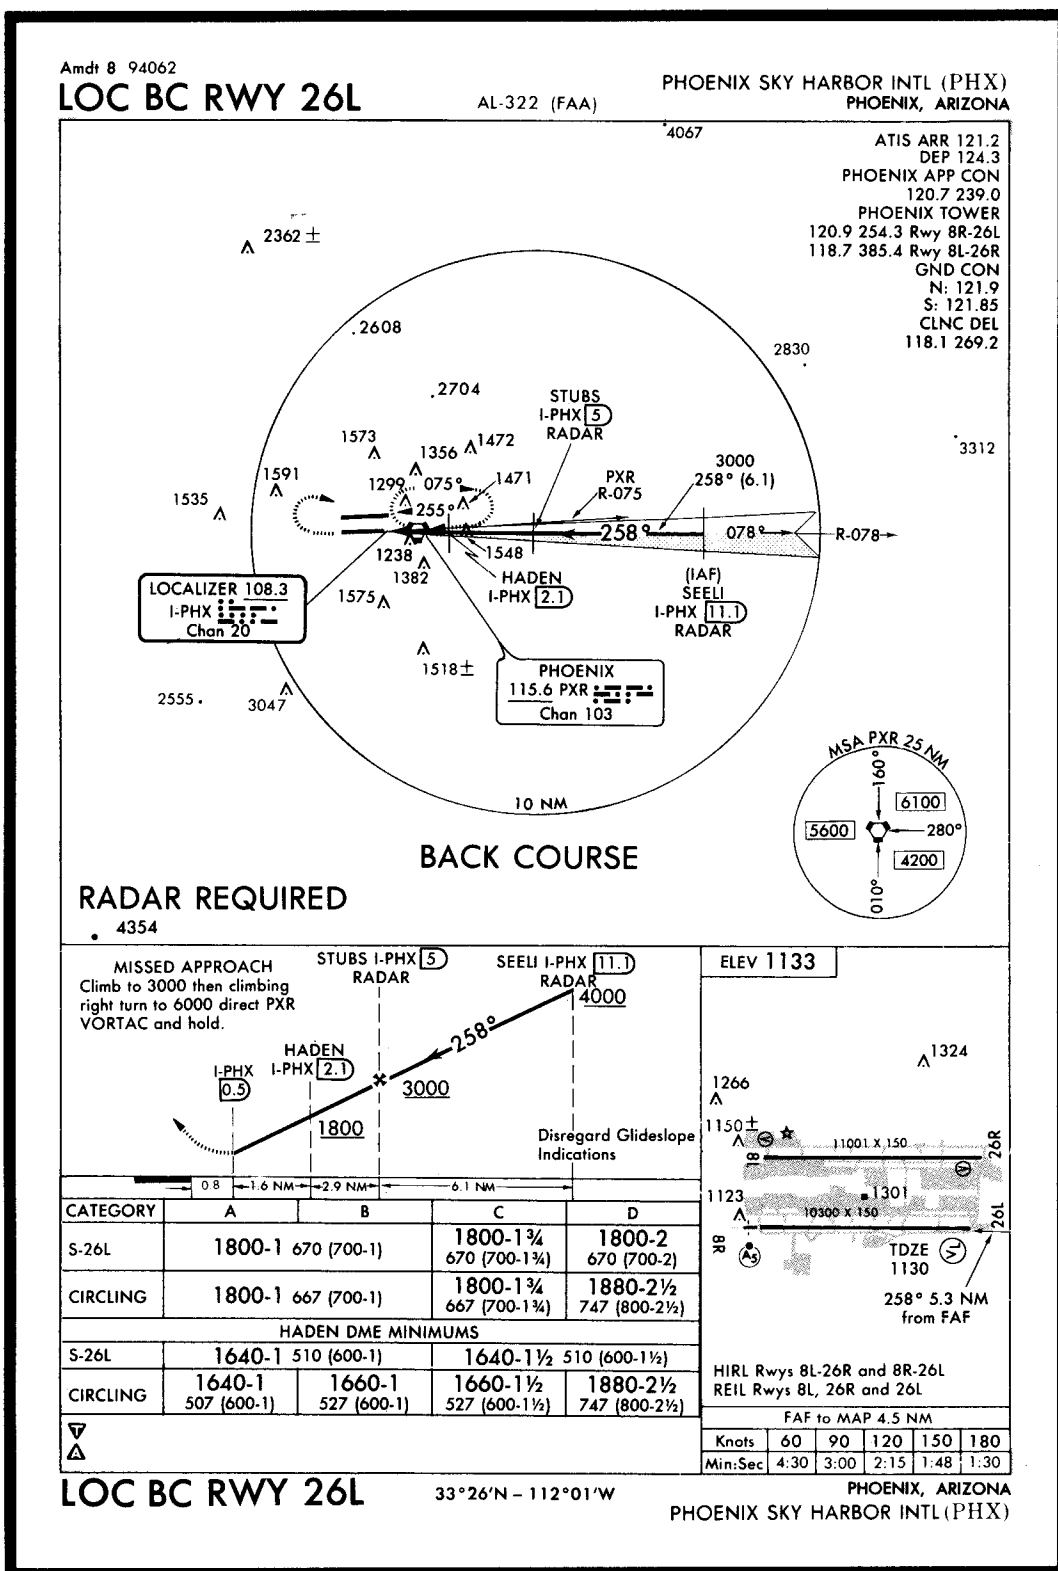 Amdt 8 94062
LOC BC RWY 26L
AL-322 (FAA)
PHOENIX SKY HARBOR INTL (PHX)
PHOENIX, ARIZONA
4067
ATIS ARR 121.2
DEP 124.3
PHOENIX APP CON
120.7 239.0
PHOENIX TOWER
120.9 254.3 Rwy 8R-26L
118.7 385.4 Rwy 8L-26R
GND CON
N: 121.9
S: 121.85
CLNC DEL
118.1 269.2
2362 ±
2608
2830
2704
3312
STUBS
I-PHX 5
RADAR
1573
1356
1472
1591
1299
075°
1471
1535
255°
PXR
R-075
3000
258° (6.1)
258°
078°
R-078
1238
1548
1382
1575
HADEN
I-PHX 2.1
(IAF)
SEELI
I-PHX 11.1
RADAR
LOCALIZER 108.3
I-PHX
Chan 20
1518±
PHOENIX
115.6 PXR
Chan 103
2555
3047
10 NM
MSA PXR 25 NM
160°
6100
5600
280°
4200
010°
BACK COURSE
RADAR REQUIRED
4354
MISSED APPROACH
Climb to 3000 then climbing
right turn to 6000 direct PXR
VORTAC and hold.
STUBS I-PHX 5
RADAR
SEELI I-PHX 11.1
RADAR
4000
258°
HADEN
I-PHX 2.1
I-PHX
0.5
3000
1800
Disregard Glideslope
Indications
0.8 1.6 NM 2.9 NM 6.1 NM
ELEV 1133
1324
1266
1150±
11001 X 150
8L
26R
1123
1301
10300 X 150
8R
26L
A5
TDZE
1130
VL
V
V
258° 5.3 NM
from FAF
HIRL Rwys 8L-26R and 8R-26L
REIL Rwys 8L, 26R and 26L
CATEGORY A B C D
S-26L 1800-1 670 (700-1) 1800-1¾ 670 (700-1¾) 1800-2 670 (700-2)
CIRCLING 1800-1 667 (700-1) 1800-1¾ 667 (700-1¾) 1880-2½ 747 (800-2½)
HADEN DME MINIMUMS
S-26L 1640-1 510 (600-1) 1640-1½ 510 (600-1½)
CIRCLING 1640-1 507 (600-1) 1660-1 527 (600-1) 1660-1½ 527 (600-1½) 1880-2½ 747 (800-2½)
T
A
FAF to MAP 4.5 NM
Knots 60 90 120 150 180
Min:Sec 4:30 3:00 2:15 1:48 1:30
LOC BC RWY 26L
33°26'N – 112°01'W
PHOENIX, ARIZONA
PHOENIX SKY HARBOR INTL (PHX)